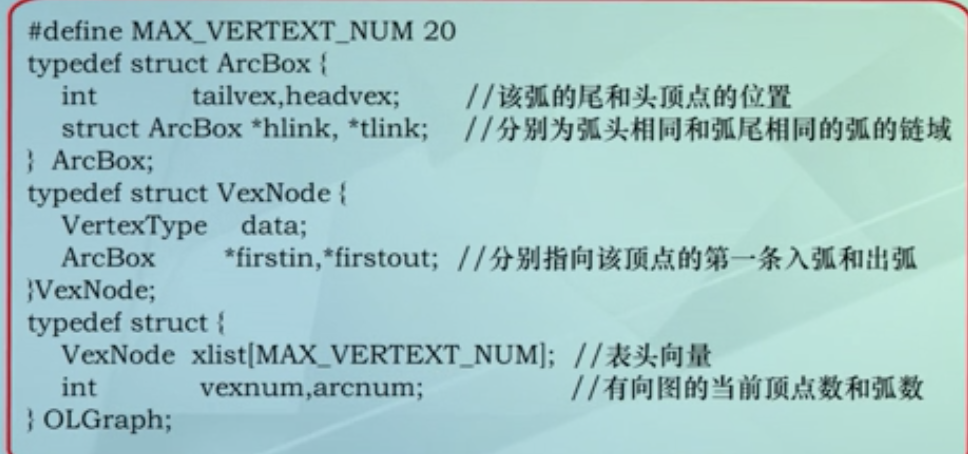 #define MAX_VERTEXT_NUM 20
typedef struct ArcBox {
int tailvex,headvex; //该弧的尾和头顶点的位置
struct ArcBox *hlink, *tlink; //分别为弧头相同和弧尾相同的弧的链域
} ArcBox;
typedef struct VexNode {
VertexType data;
ArcBox *firstin,*firstout; //分别指向该顶点的第一条入弧和出弧
}VexNode;
typedef struct {
VexNode xlist[MAX_VERTEXT_NUM]; //表头向量
int vexnum,arcnum; //有向图的当前顶点数和弧数
} OLGraph;